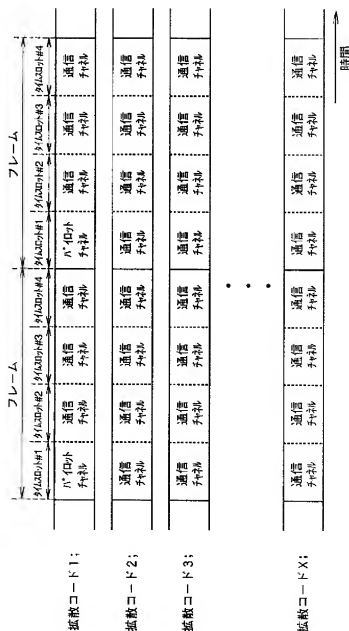 フレーム フレーム
タイムスロット#1 タイムスロット#2 タイムスロット#3 タイムスロット#4 タイムスロット#1 タイムスロット#2 タイムスロット#3 タイムスロット#4
拡散コード1; パイロットチャネル 通信チャネル 通信チャネル 通信チャネル パイロットチャネル 通信チャネル 通信チャネル 通信チャネル
拡散コード2; 通信チャネル 通信チャネル 通信チャネル 通信チャネル 通信チャネル 通信チャネル 通信チャネル 通信チャネル
拡散コード3; 通信チャネル 通信チャネル 通信チャネル 通信チャネル 通信チャネル 通信チャネル 通信チャネル 通信チャネル
・・・
拡散コードX; 通信チャネル 通信チャネル 通信チャネル 通信チャネル 通信チャネル 通信チャネル 通信チャネル 通信チャネル
時間